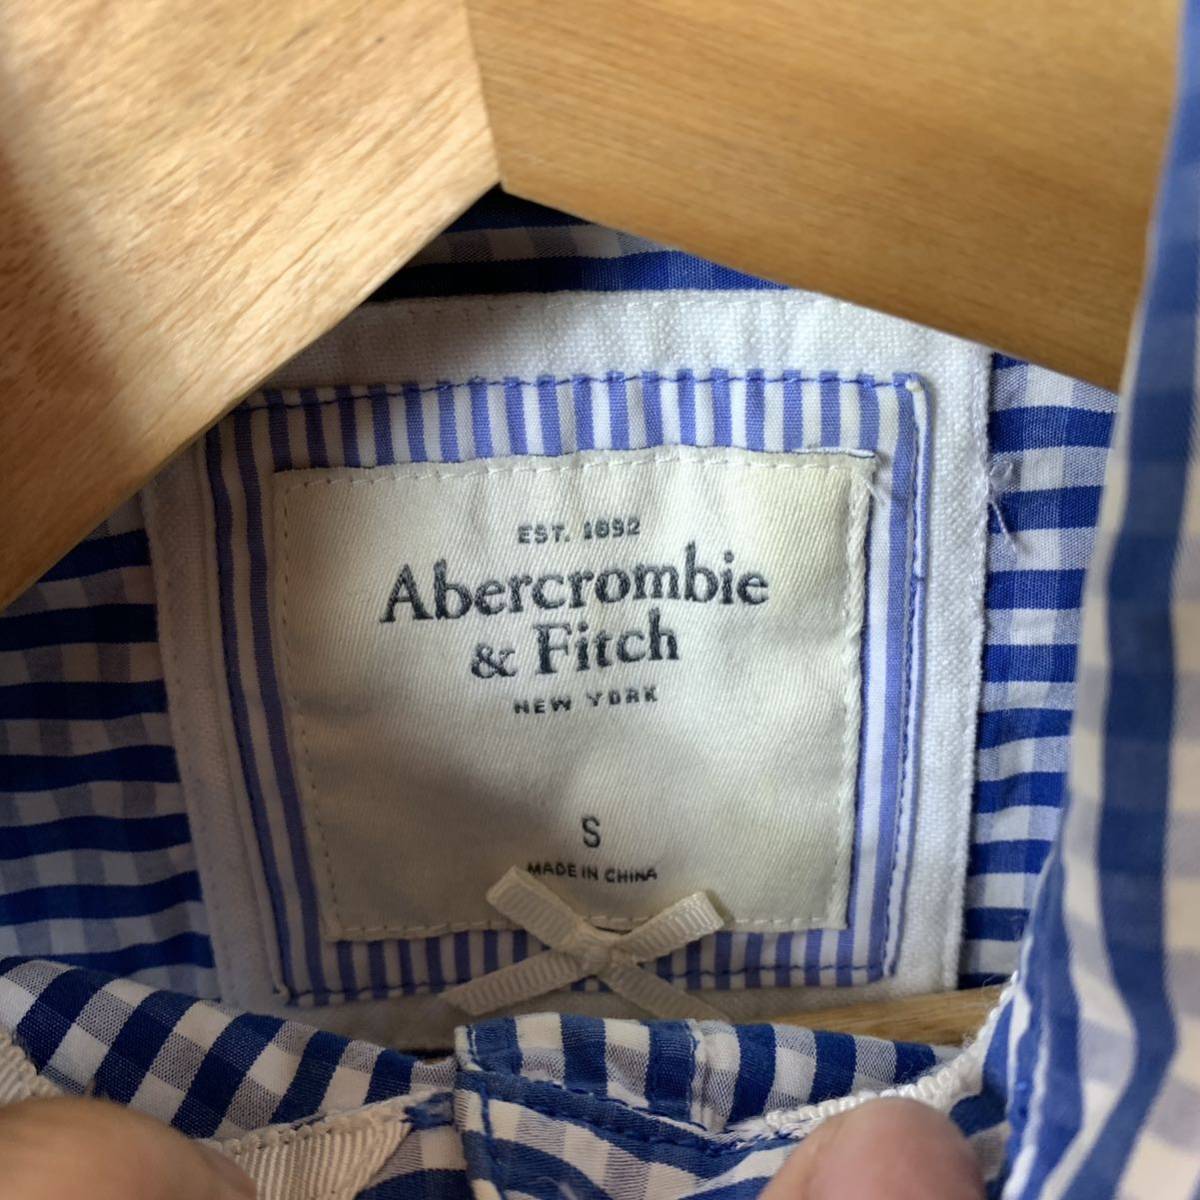 EST. 1892
Abercrombie
& Fitch
NEW YORK
S
MADE IN CHINA